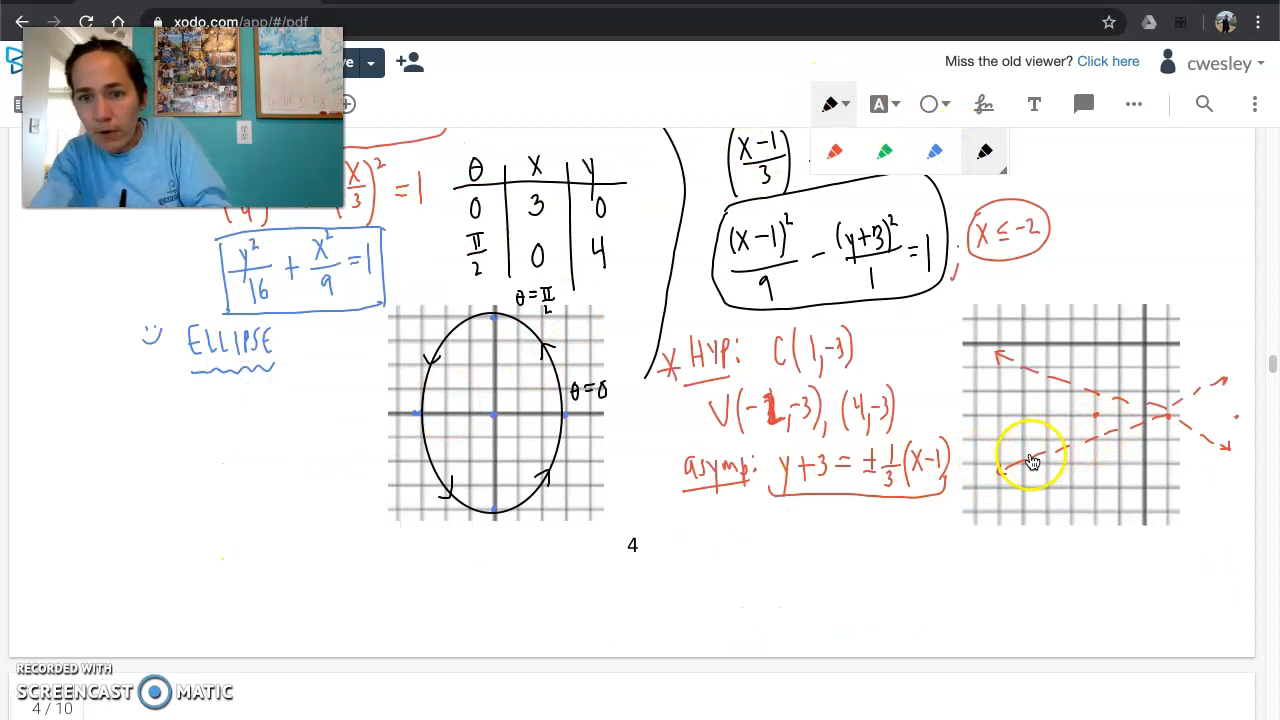 xodo.com/app/#/pdf
ve
Miss the old viewer? Click here
cwesley
A
T
(x/3)² = 1
y²/16 + x²/9 = 1
ELLIPSE
θ | x | y
0 | 3 | 0
π/2 | 0 | 4
θ = π/2
θ = 0
(x-1/3)
(x-1)²/9 - (y+3)²/1 = 1 ; x ≤ -2
* HYP: C(1,-3)
V(-2,-3), (4,-3)
asymp: y+3 = ±1/3(x-1)
4
RECORDED WITH
SCREENCAST MATIC
4 / 10